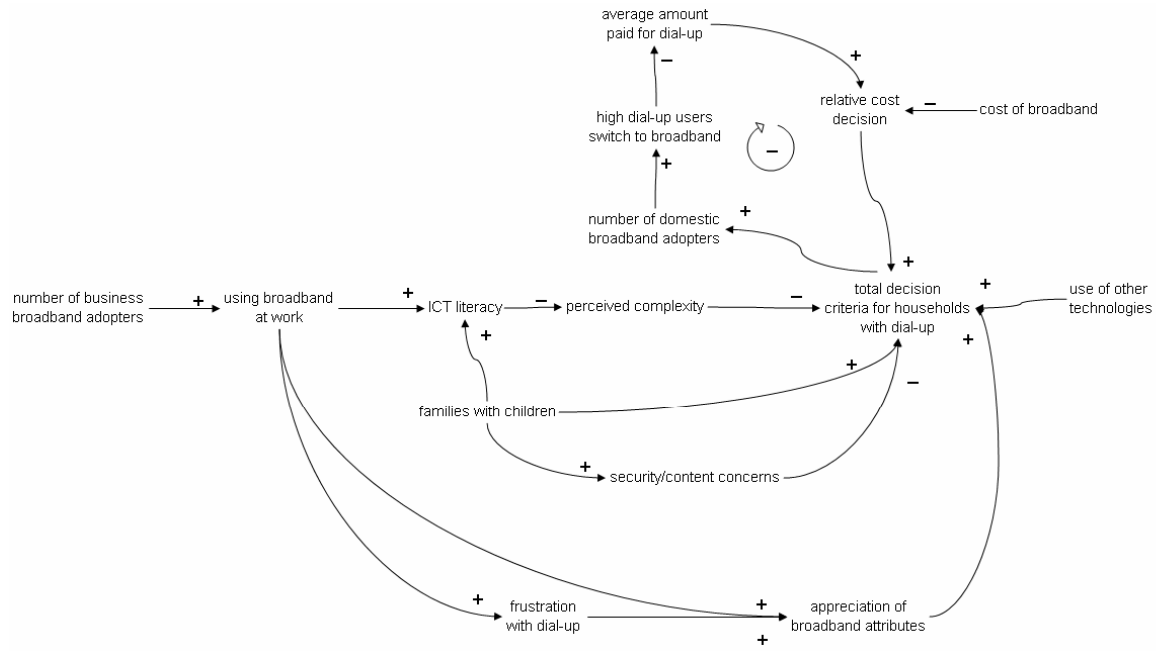 average amount
paid for dial-up
+
−
relative cost
decision
−
cost of broadband
high dial-up users
switch to broadband
−
+
number of domestic
broadband adopters
+
+
number of business
broadband adopters
+
using broadband
at work
+
ICT literacy
−
perceived complexity
−
total decision
criteria for households
with dial-up
+
use of other
technologies
+
+
+
−
families with children
+
security/content concerns
+
frustration
with dial-up
+
+
appreciation of
broadband attributes